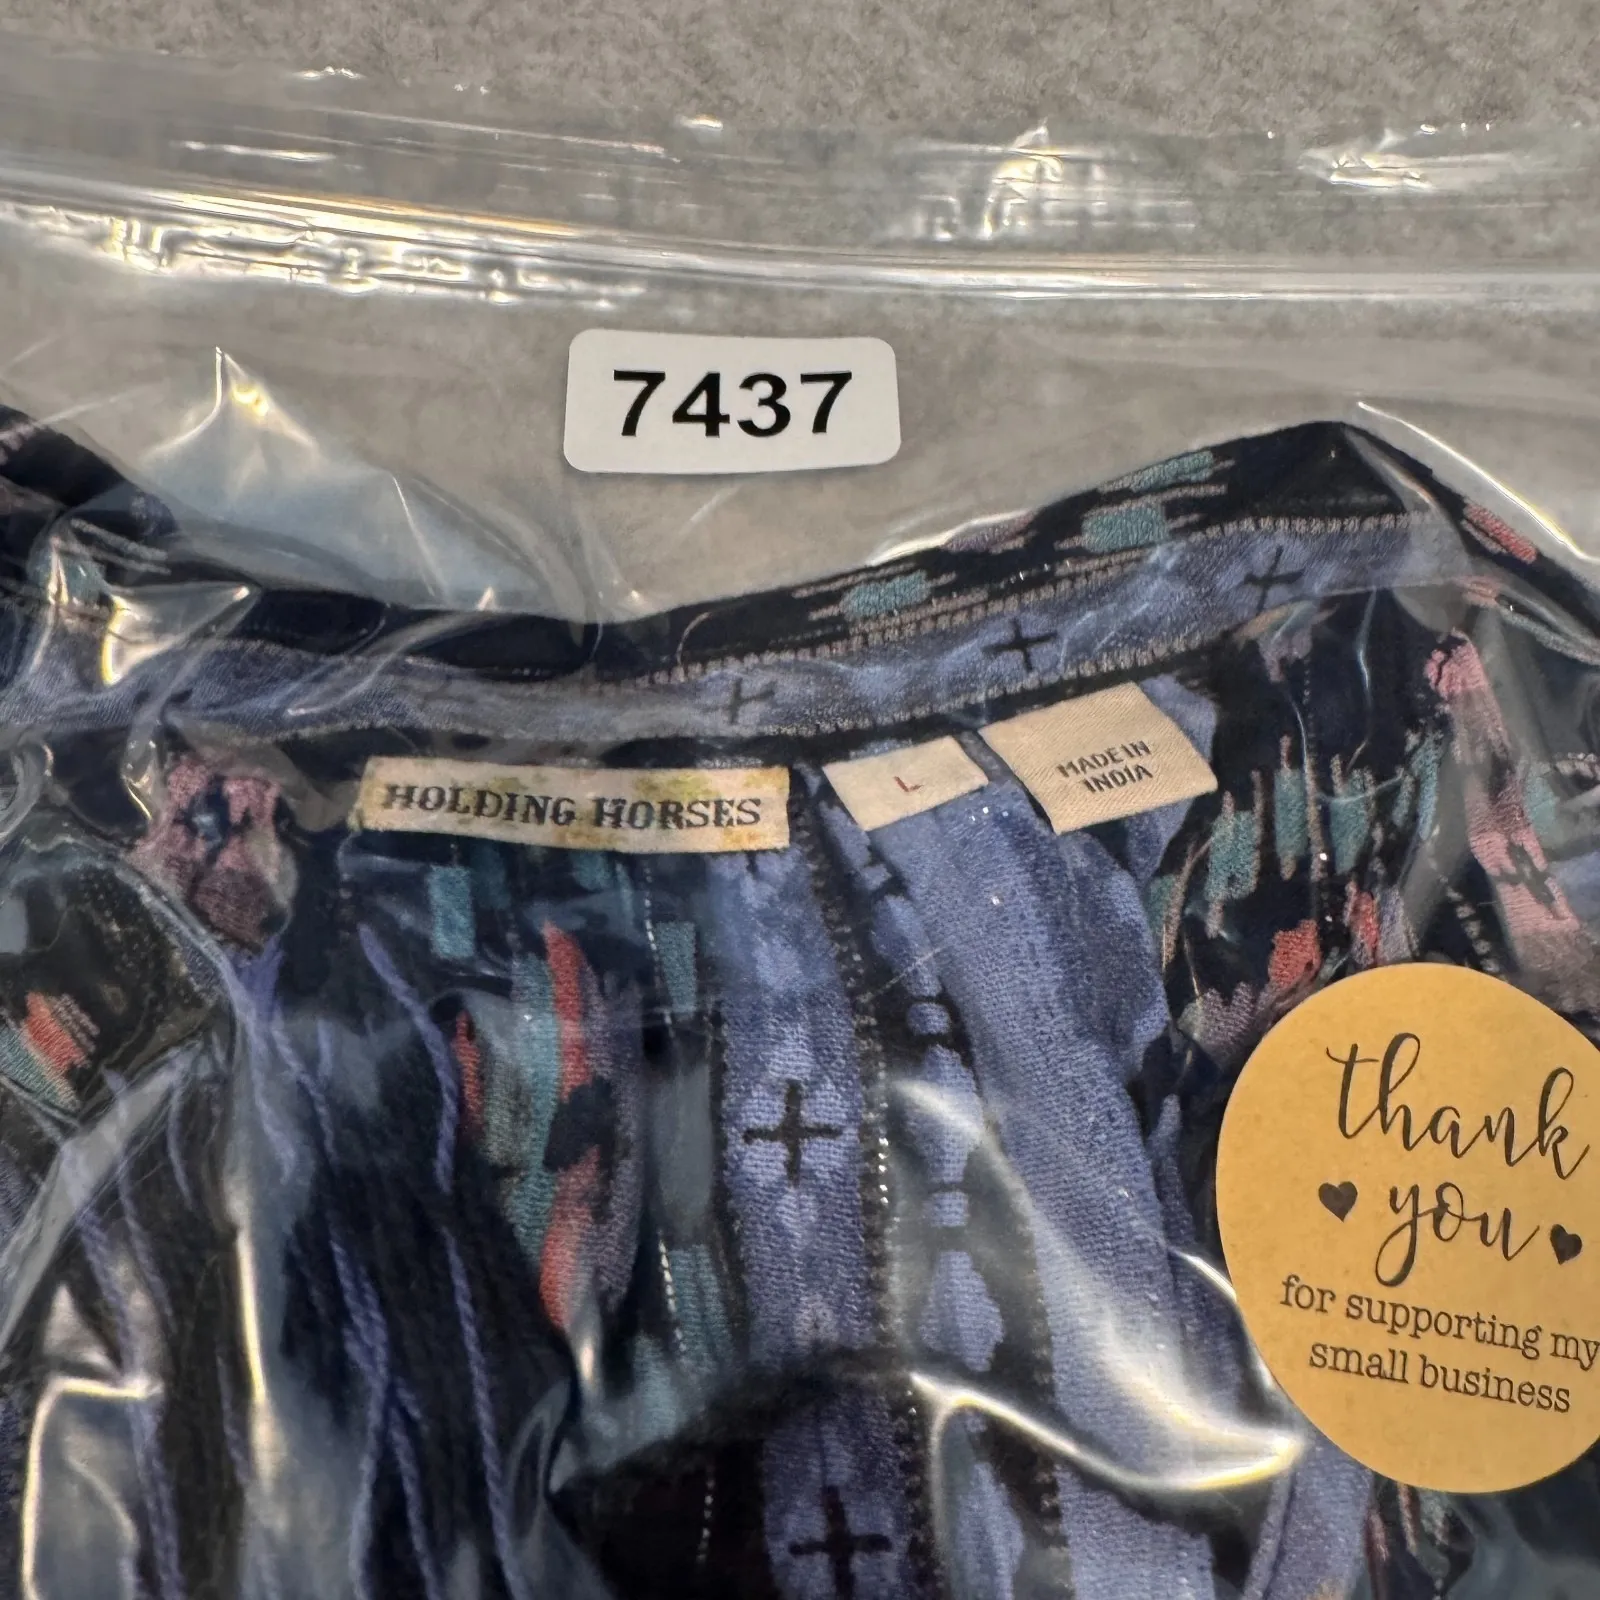 7437
HOLDING HORSES
L
MADE IN
INDIA
thank
you
for supporting my
small business